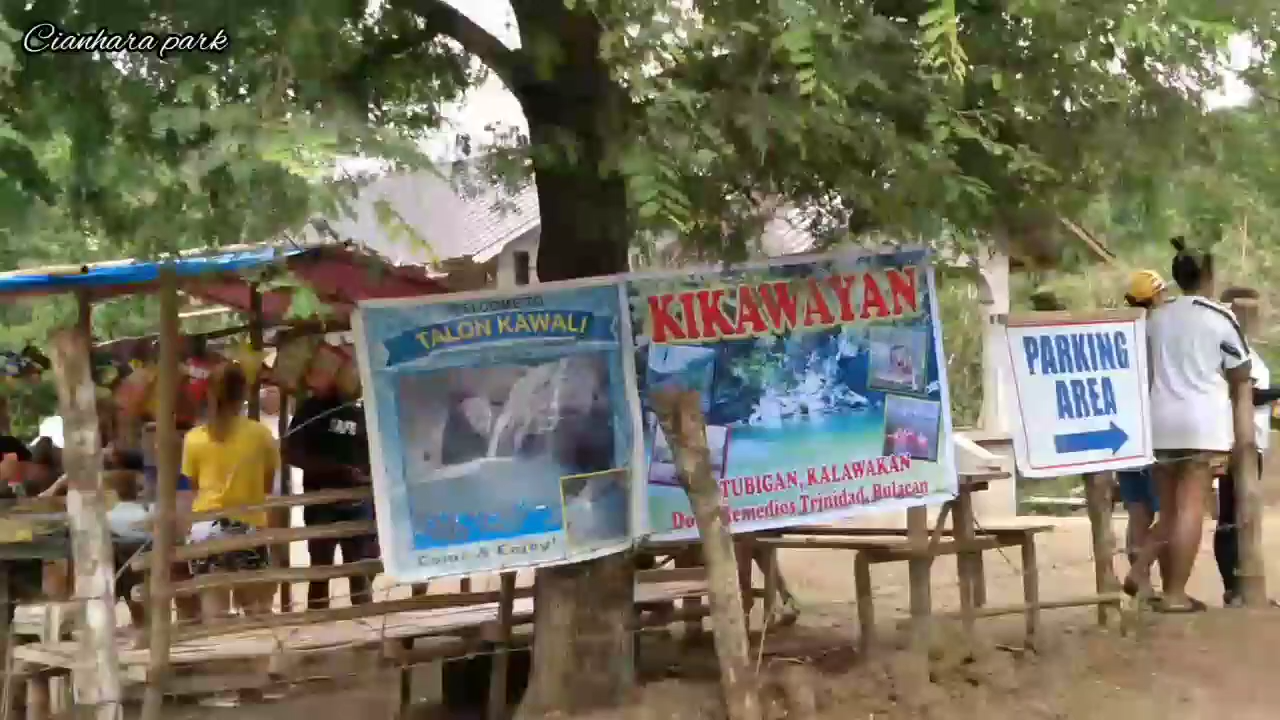 Cianhara park
TALON KAWALI
Come & Enjoy!
KIKAWAYAN
TUBIGAN, KALAWAKAN
Remedios Trinidad, Bulacan
PARKING
AREA